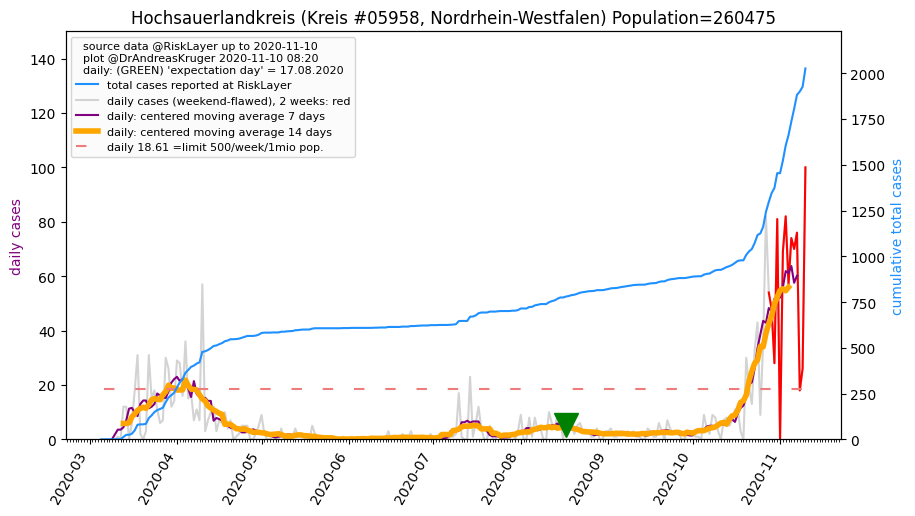 Hochsauerlandkreis (Kreis #05958, Nordrhein-Westfalen) Population=260475
source data @RiskLayer up to 2020-11-10
plot @DrAndreasKruger 2020-11-10 08:20
daily: (GREEN) 'expectation day' = 17.08.2020
total cases reported at RiskLayer
daily cases (weekend-flawed), 2 weeks: red
daily: centered moving average 7 days
daily: centered moving average 14 days
daily 18.61 =limit 500/week/1mio pop.
daily cases
140
120
100
80
60
40
20
0
2000
1750
1500
1250
1000
750
500
250
0
cumulative total cases
2020-03
2020-04
2020-05
2020-06
2020-07
2020-08
2020-09
2020-10
2020-11